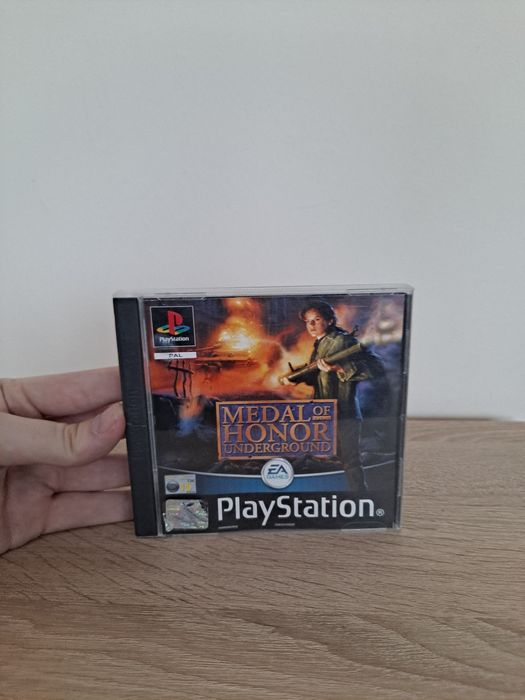 PlayStation
PAL
MEDAL OF
HONOR
UNDERGROUND
EA
GAMES
PlayStation®